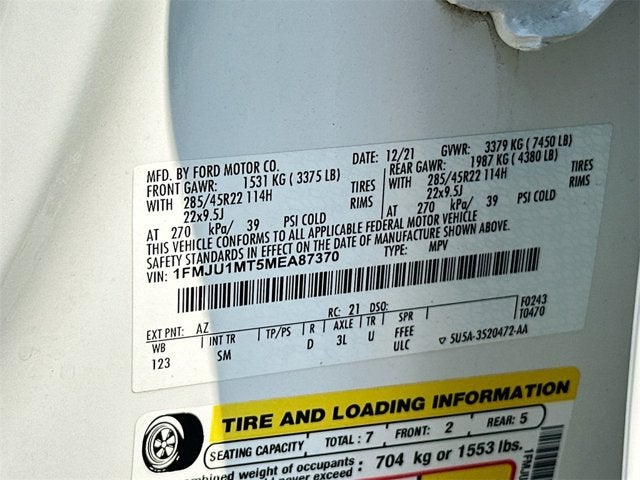 MFD. BY FORD MOTOR CO. DATE: 12/21 GVWR: 3379 KG (7450 LB)
FRONT GAWR: 1531 KG (3375 LB) REAR GAWR: 1987 KG (4380 LB)
WITH 285/45R22 114H TIRES WITH 285/45R22 114H TIRES
22x9.5J RIMS 22x9.5J RIMS
AT 270 kPa/ 39 PSI COLD AT 270 kPa/ 39 PSI COLD
THIS VEHICLE CONFORMS TO ALL APPLICABLE FEDERAL MOTOR VEHICLE
SAFETY STANDARDS IN EFFECT ON THE DATE OF MANUFACTURE SHOWN ABOVE.
VIN: 1FMJU1MT5MEA87370 TYPE: MPV
F0243
T0470
EXT PNT: AZ RC: 21 DSO:
WB INT TR TP/PS R AXLE TR SPR
123 SM D 3L U FFEE
ULC ▽ 5U5A-3520472-AA
TIRE AND LOADING INFORMATION
SEATING CAPACITY TOTAL: 7 FRONT: 2 REAR: 5
combined weight of occupants
never exceed : 704 kg or 1553 lbs.